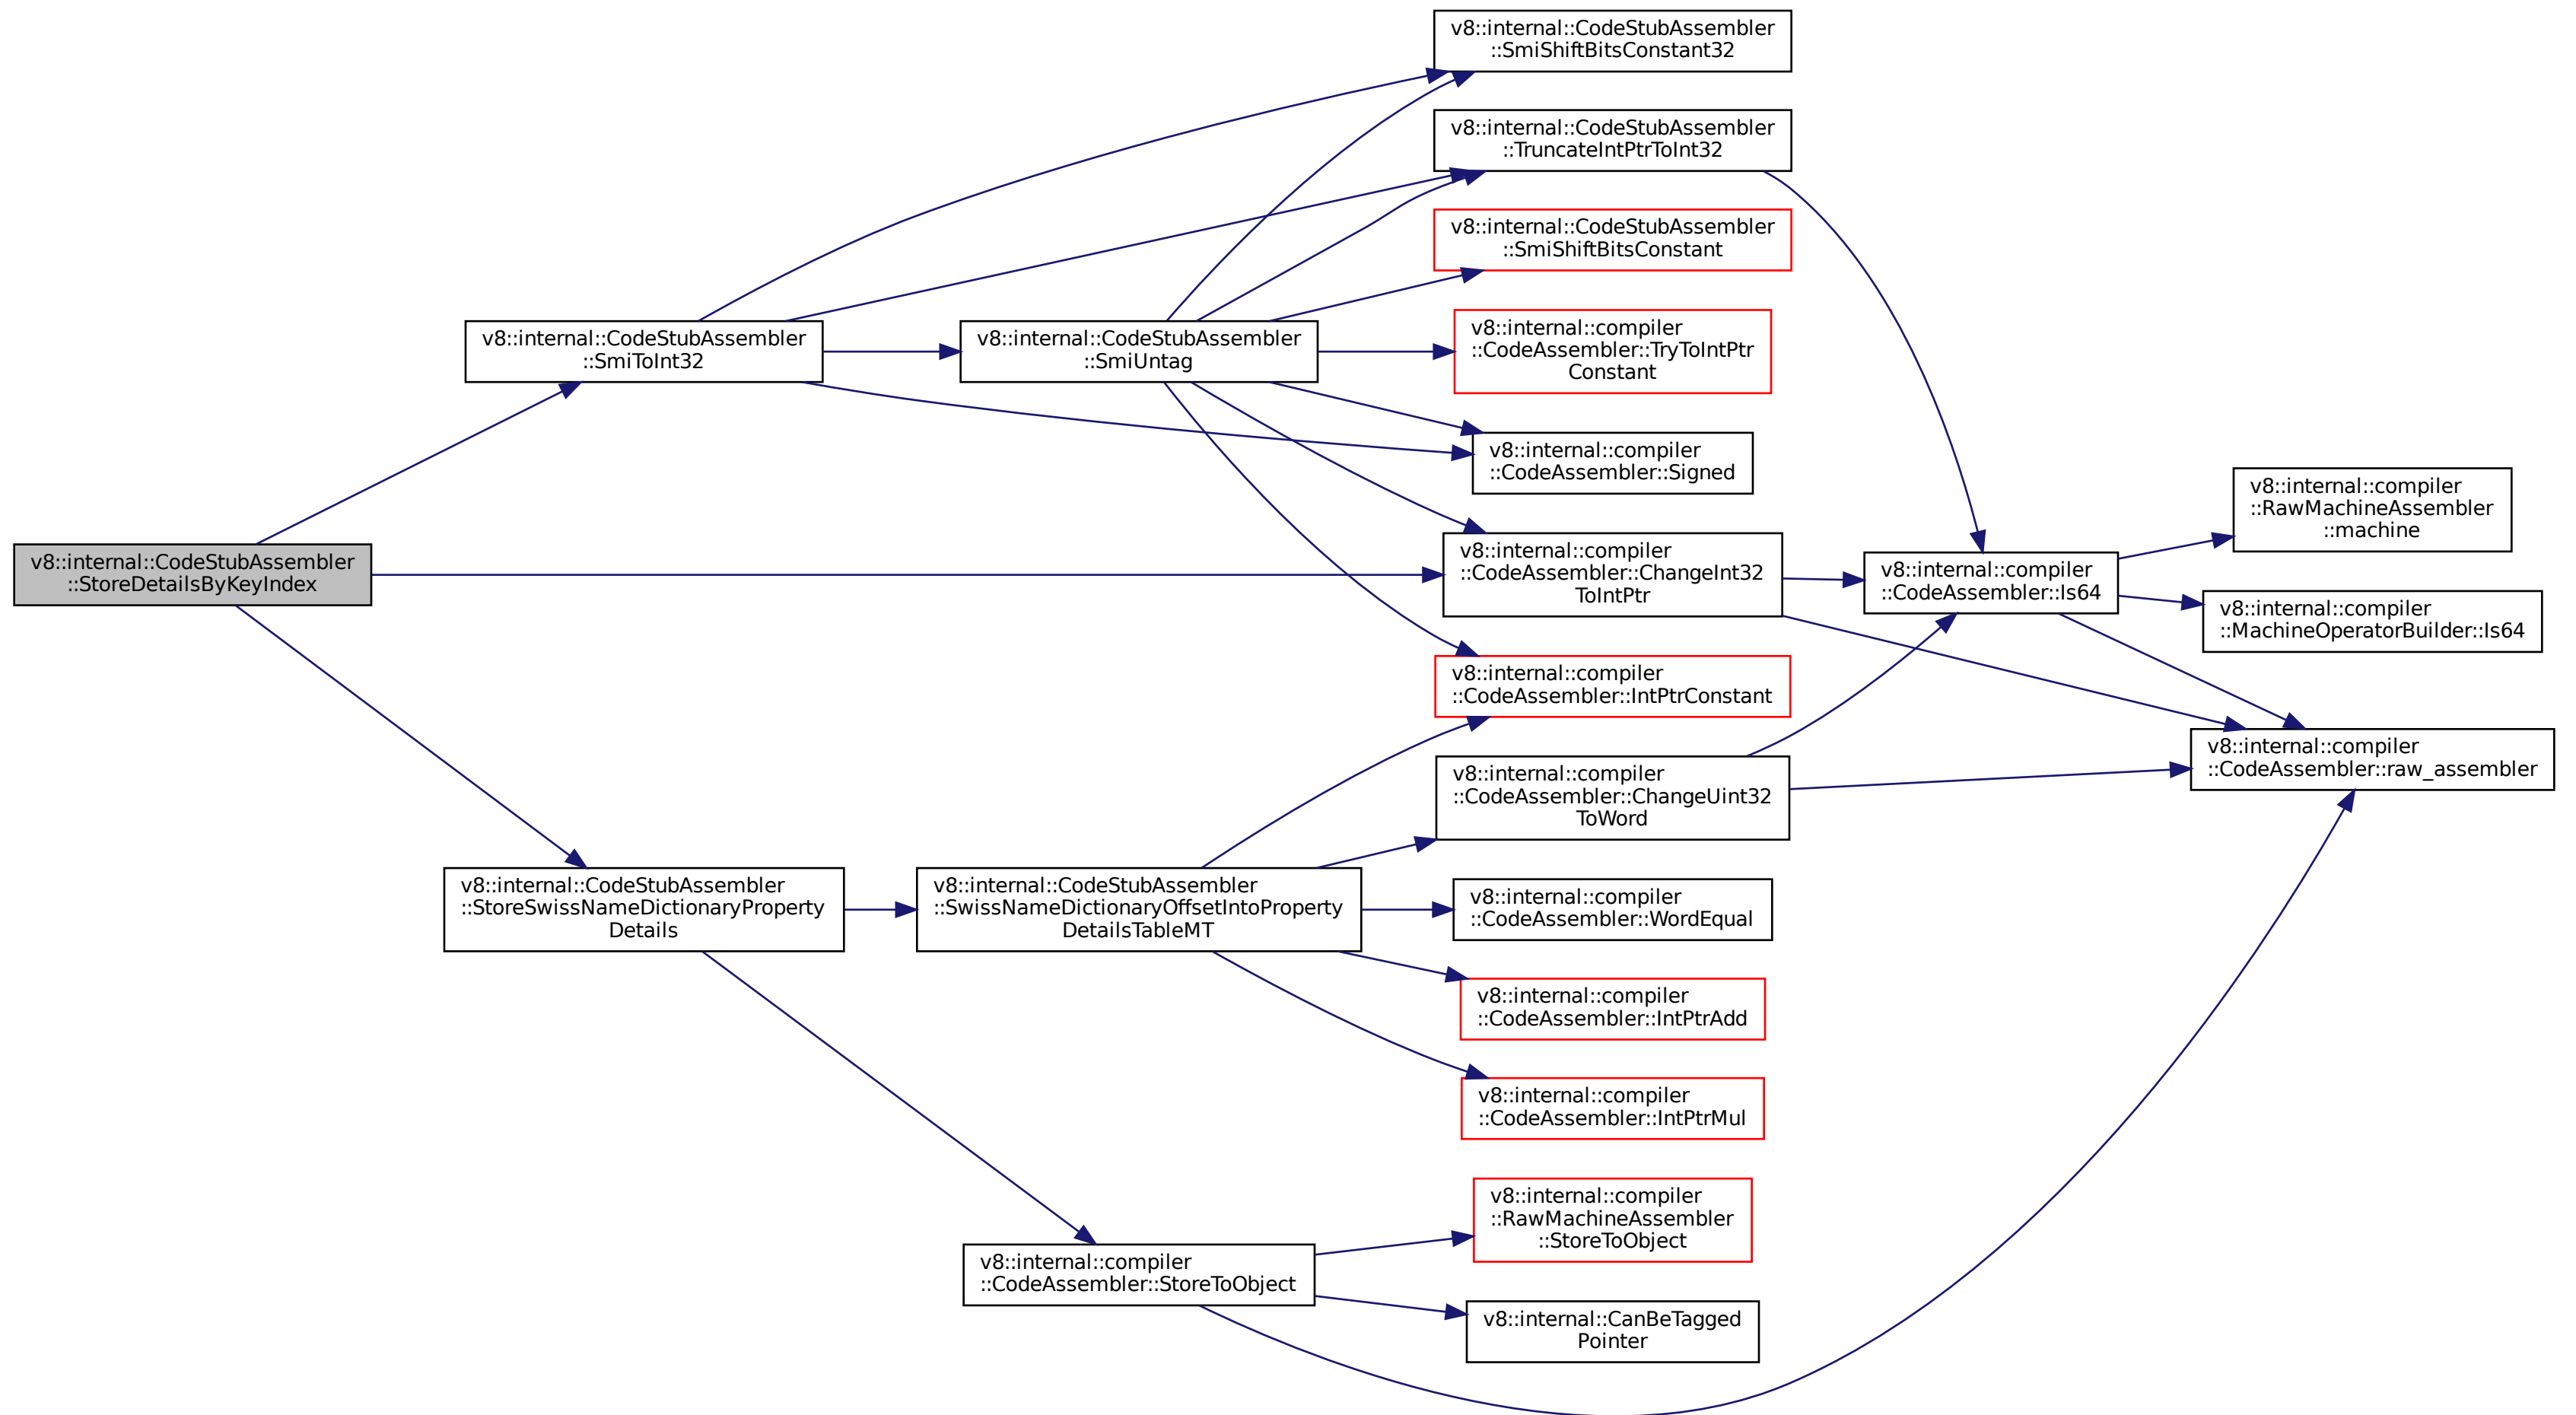 v8::internal::CodeStubAssembler
::StoreDetailsByKeyIndex
v8::internal::CodeStubAssembler
::SmiToInt32
v8::internal::CodeStubAssembler
::StoreSwissNameDictionaryProperty
Details
v8::internal::CodeStubAssembler
::SmiUntag
v8::internal::CodeStubAssembler
::SwissNameDictionaryOffsetIntoProperty
DetailsTableMT
v8::internal::compiler
::CodeAssembler::StoreToObject
v8::internal::CodeStubAssembler
::SmiShiftBitsConstant32
v8::internal::CodeStubAssembler
::TruncateIntPtrToInt32
v8::internal::CodeStubAssembler
::SmiShiftBitsConstant
v8::internal::compiler
::CodeAssembler::TryToIntPtr
Constant
v8::internal::compiler
::CodeAssembler::Signed
v8::internal::compiler
::CodeAssembler::ChangeInt32
ToIntPtr
v8::internal::compiler
::CodeAssembler::IntPtrConstant
v8::internal::compiler
::CodeAssembler::ChangeUint32
ToWord
v8::internal::compiler
::CodeAssembler::WordEqual
v8::internal::compiler
::CodeAssembler::IntPtrAdd
v8::internal::compiler
::CodeAssembler::IntPtrMul
v8::internal::compiler
::RawMachineAssembler
::StoreToObject
v8::internal::CanBeTagged
Pointer
v8::internal::compiler
::CodeAssembler::Is64
v8::internal::compiler
::RawMachineAssembler
::machine
v8::internal::compiler
::MachineOperatorBuilder::Is64
v8::internal::compiler
::CodeAssembler::raw_assembler